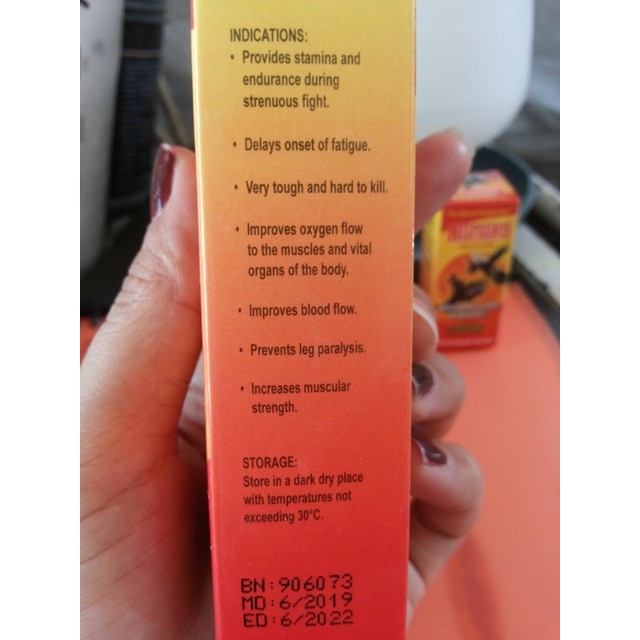 INDICATIONS:
• Provides stamina and
endurance during
strenuous fight.
• Delays onset of fatigue.
• Very tough and hard to kill.
• Improves oxygen flow
to the muscles and vital
organs of the body.
• Improves blood flow.
• Prevents leg paralysis.
• Increases muscular
strength.
STORAGE:
Store in a dark dry place
with temperatures not
exceeding 30°C.
BN:906073
MD:6/2019
ED:6/2022